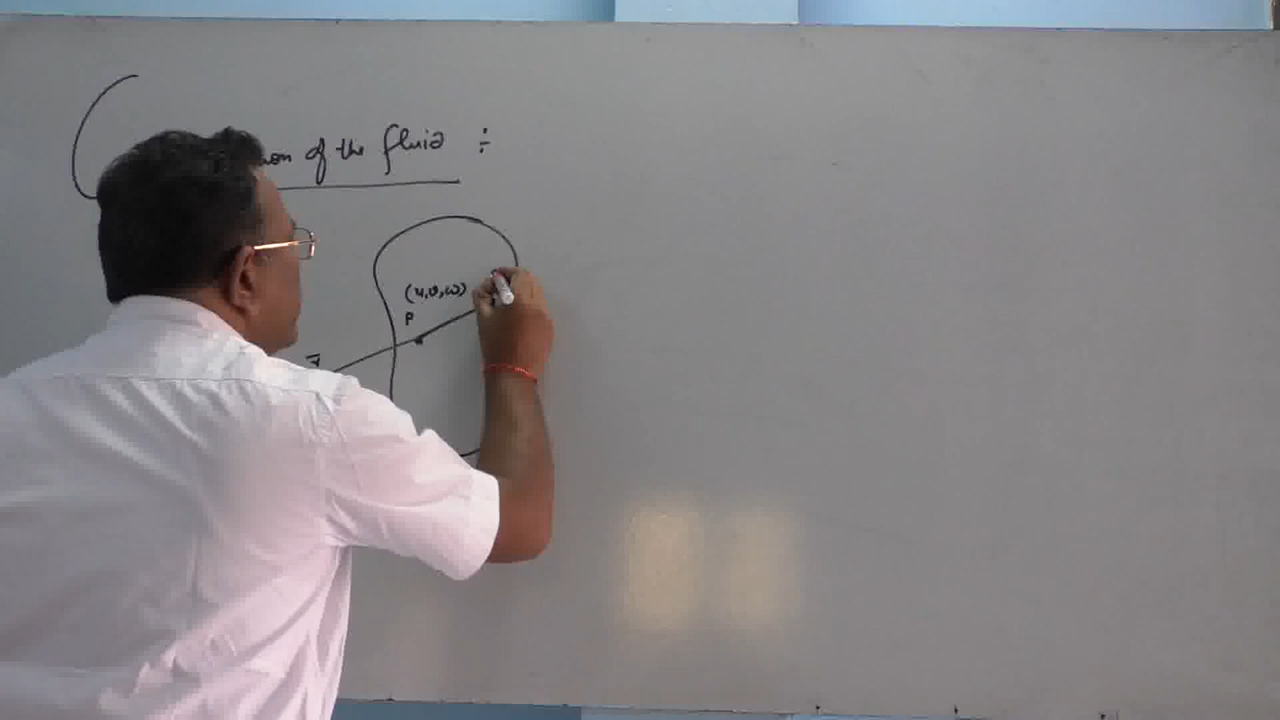 of the fluid :
(u,v,w)
P